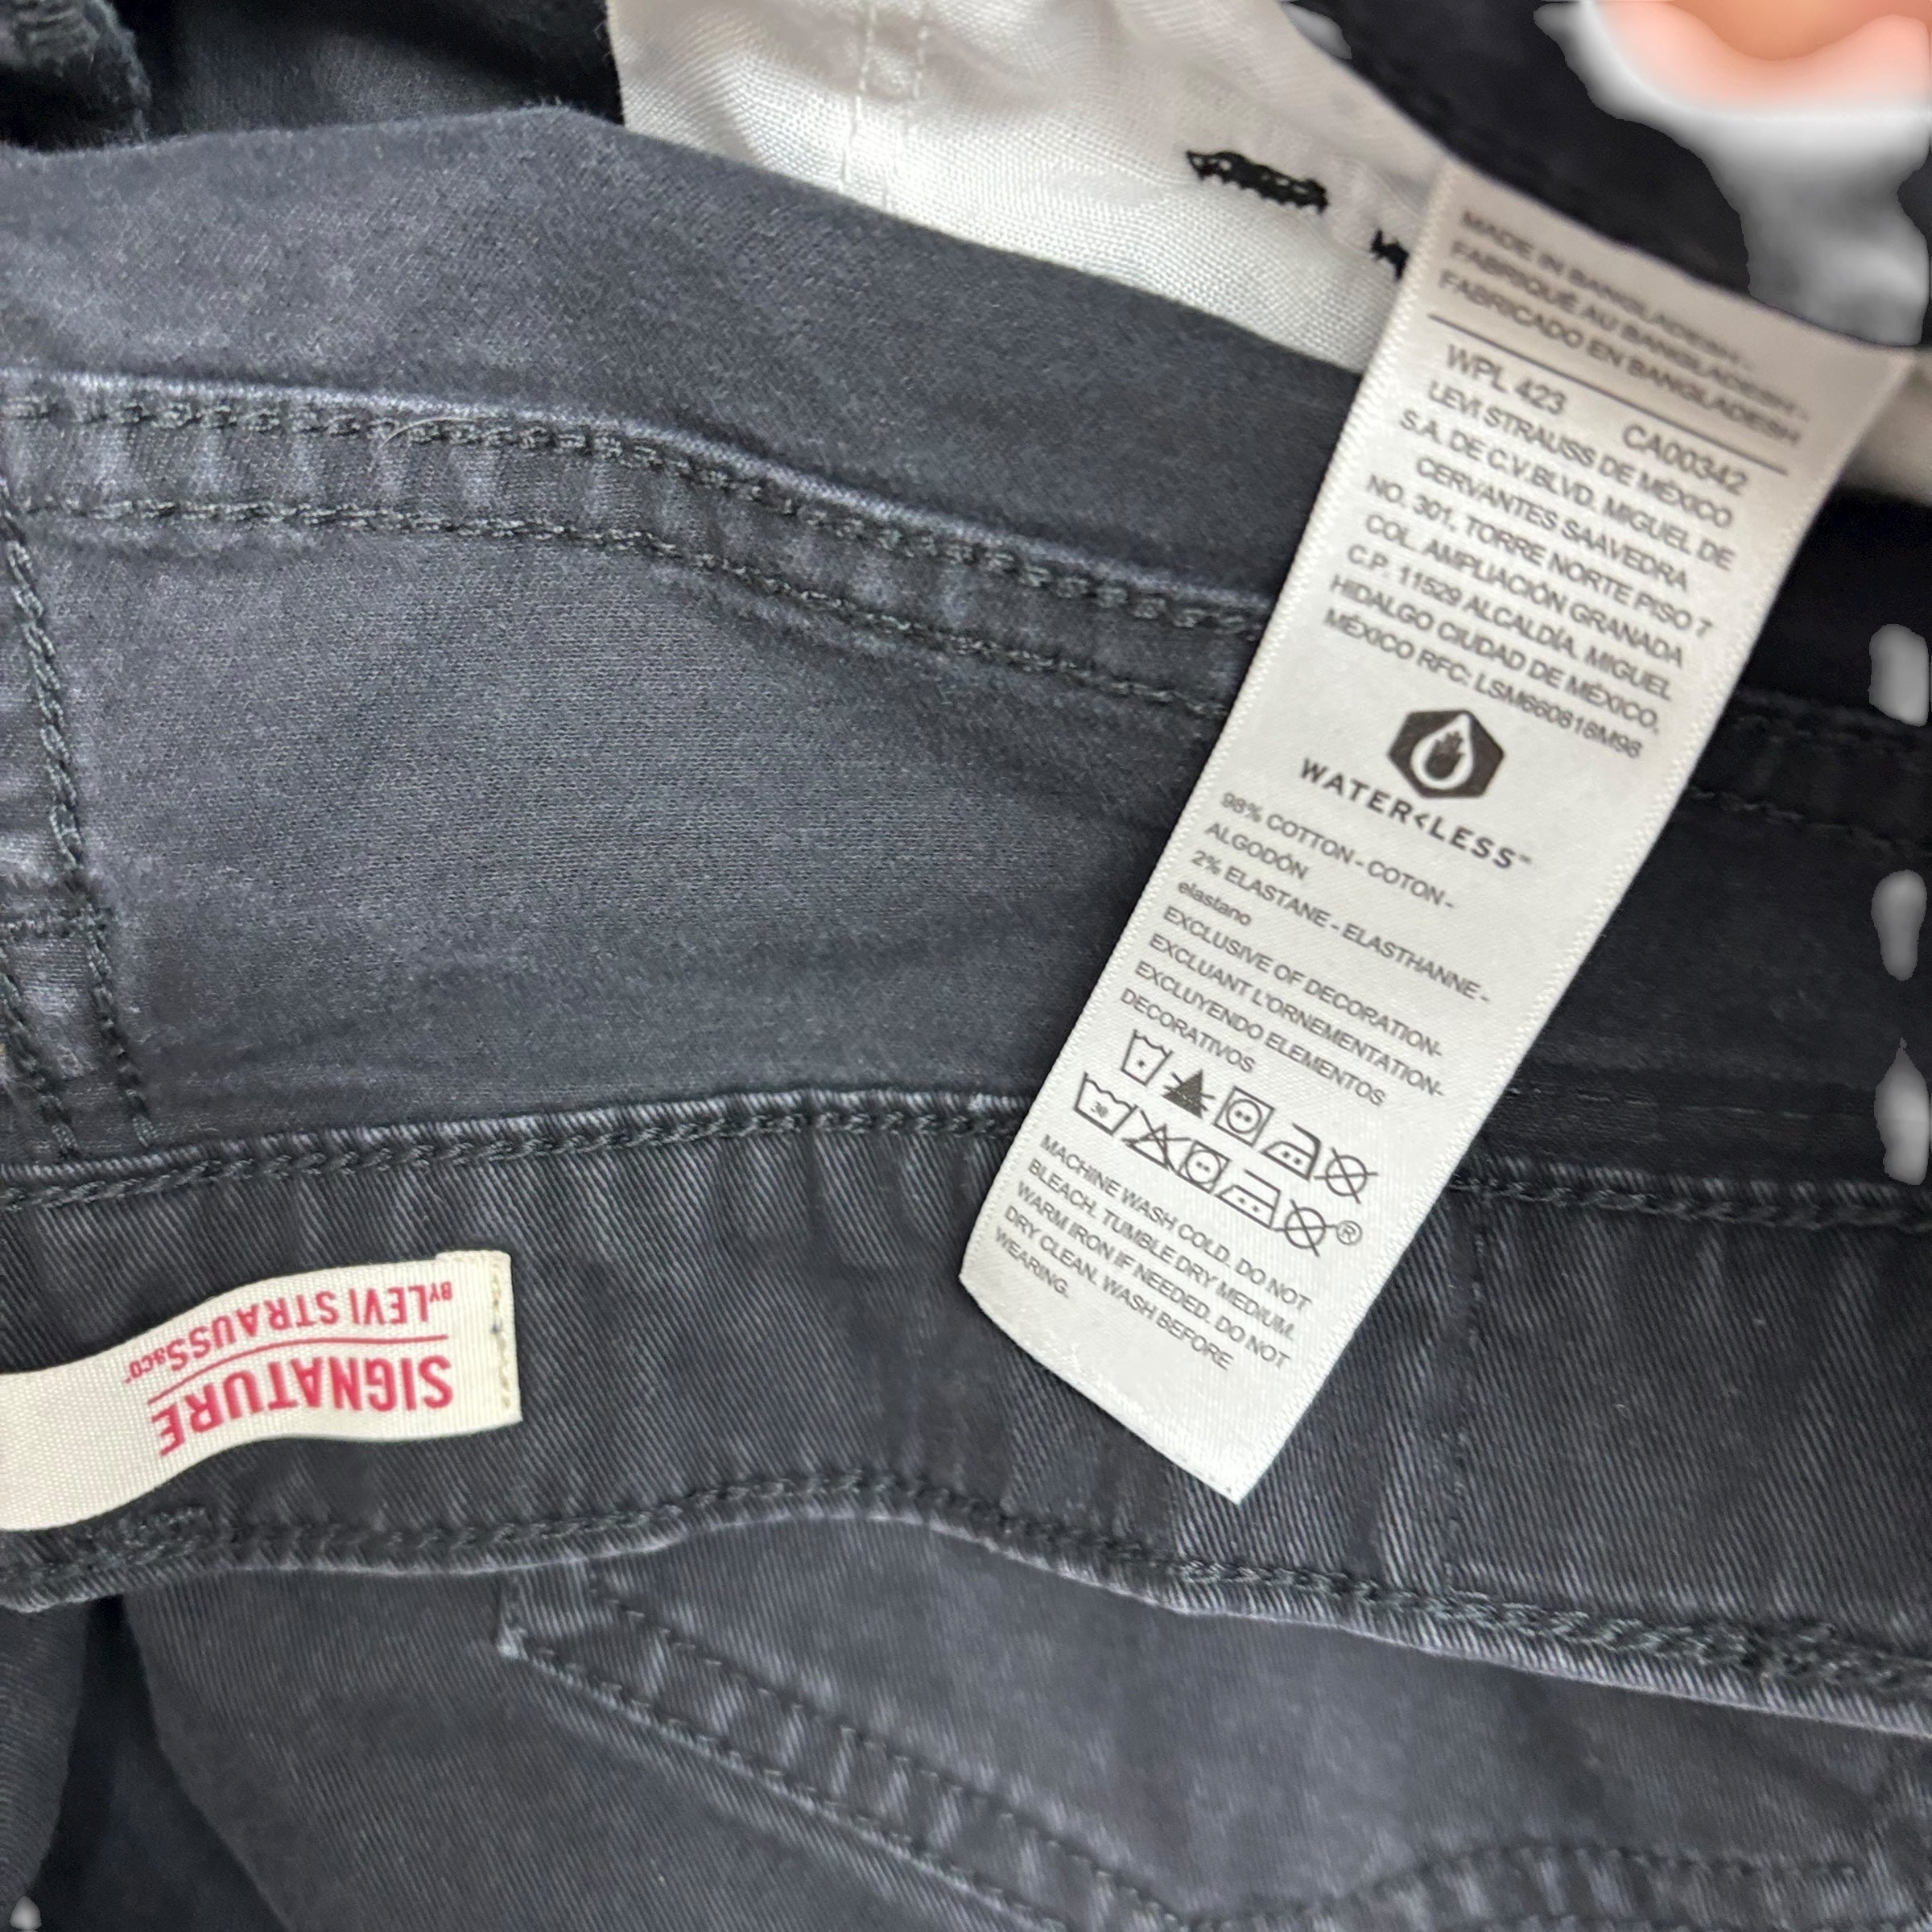 MADE IN BANGLADESH -
FABRIQUÉ AU BANGLADESH -
FABRICADO EN BANGLADESH
WPL 423 CA00342
LEVI STRAUSS DE MÉXICO
S.A. DE C.V.BLVD. MIGUEL DE
CERVANTES SAAVEDRA
NO. 301, TORRE NORTE PISO 7
COL. AMPLIACIÓN GRANADA
C.P. 11529 ALCALDÍA. MIGUEL
HIDALGO CIUDAD DE MÉXICO,
MÉXICO RFC: LSM660818M98
WATER<LESS™
98% COTTON - COTON -
ALGODÓN
2% ELASTANE - ELASTHANNE -
elastano
EXCLUSIVE OF DECORATION-
EXCLUANT L'ORNEMENTATION-
EXCLUYENDO ELEMENTOS
DECORATIVOS
30 ®
MACHINE WASH COLD. DO NOT
BLEACH. TUMBLE DRY MEDIUM.
WARM IRON IF NEEDED. DO NOT
DRY CLEAN. WASH BEFORE
WEARING.
SIGNATURE
BY LEVI STRAUSS & CO™